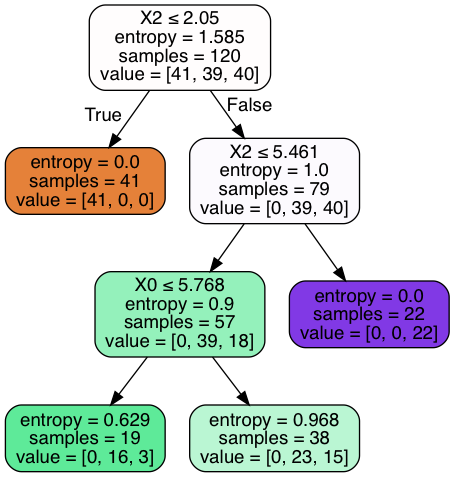 X2 ≤ 2.05
entropy = 1.585
samples = 120
value = [41, 39, 40]
True
False
entropy = 0.0
samples = 41
value = [41, 0, 0]
X2 ≤ 5.461
entropy = 1.0
samples = 79
value = [0, 39, 40]
X0 ≤ 5.768
entropy = 0.9
samples = 57
value = [0, 39, 18]
entropy = 0.0
samples = 22
value = [0, 0, 22]
entropy = 0.629
samples = 19
value = [0, 16, 3]
entropy = 0.968
samples = 38
value = [0, 23, 15]